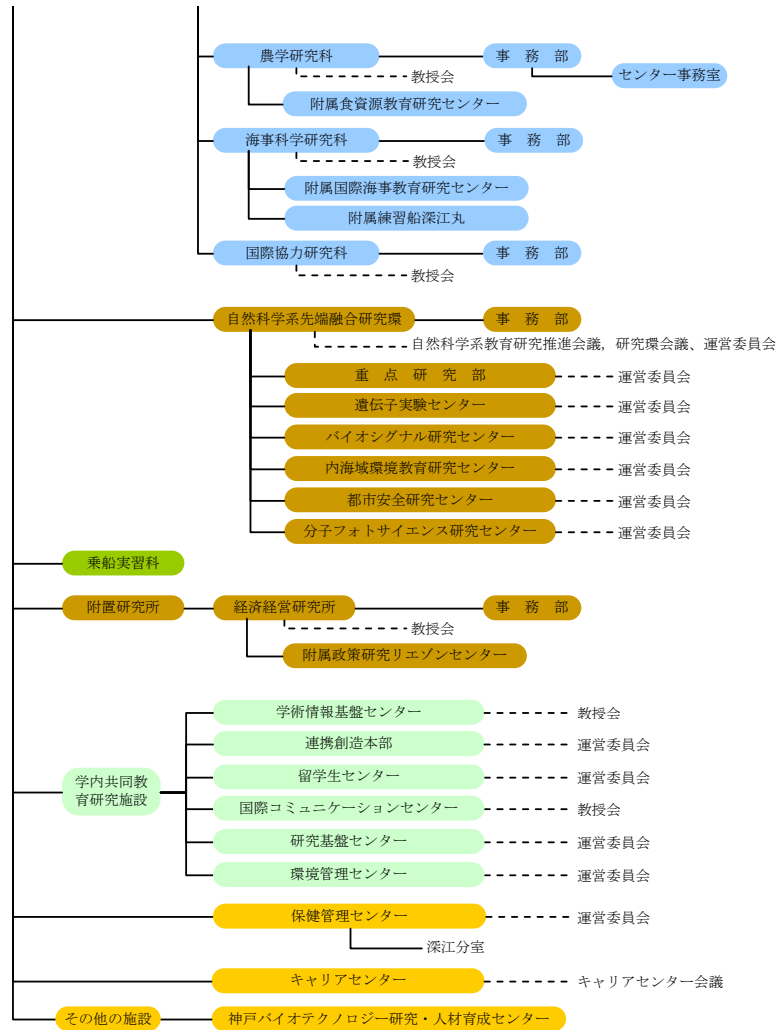 農学研究科
事　務　部
教授会
センター事務室
附属食資源教育研究センター
海事科学研究科
事　務　部
教授会
附属国際海事教育研究センター
附属練習船深江丸
国際協力研究科
事　務　部
教授会
自然科学系先端融合研究環
事　務　部
自然科学系教育研究推進会議，研究環会議、運営委員会
重　点　研　究　部
運営委員会
遺伝子実験センター
運営委員会
バイオシグナル研究センター
運営委員会
内海域環境教育研究センター
運営委員会
都市安全研究センター
運営委員会
分子フォトサイエンス研究センター
運営委員会
乗船実習科
附置研究所
経済経営研究所
事　務　部
教授会
附属政策研究リエゾンセンター
学内共同教
育研究施設
学術情報基盤センター
教授会
連携創造本部
運営委員会
留学生センター
運営委員会
国際コミュニケーションセンター
教授会
研究基盤センター
運営委員会
環境管理センター
運営委員会
保健管理センター
運営委員会
深江分室
キャリアセンター
キャリアセンター会議
その他の施設
神戸バイオテクノロジー研究・人材育成センター